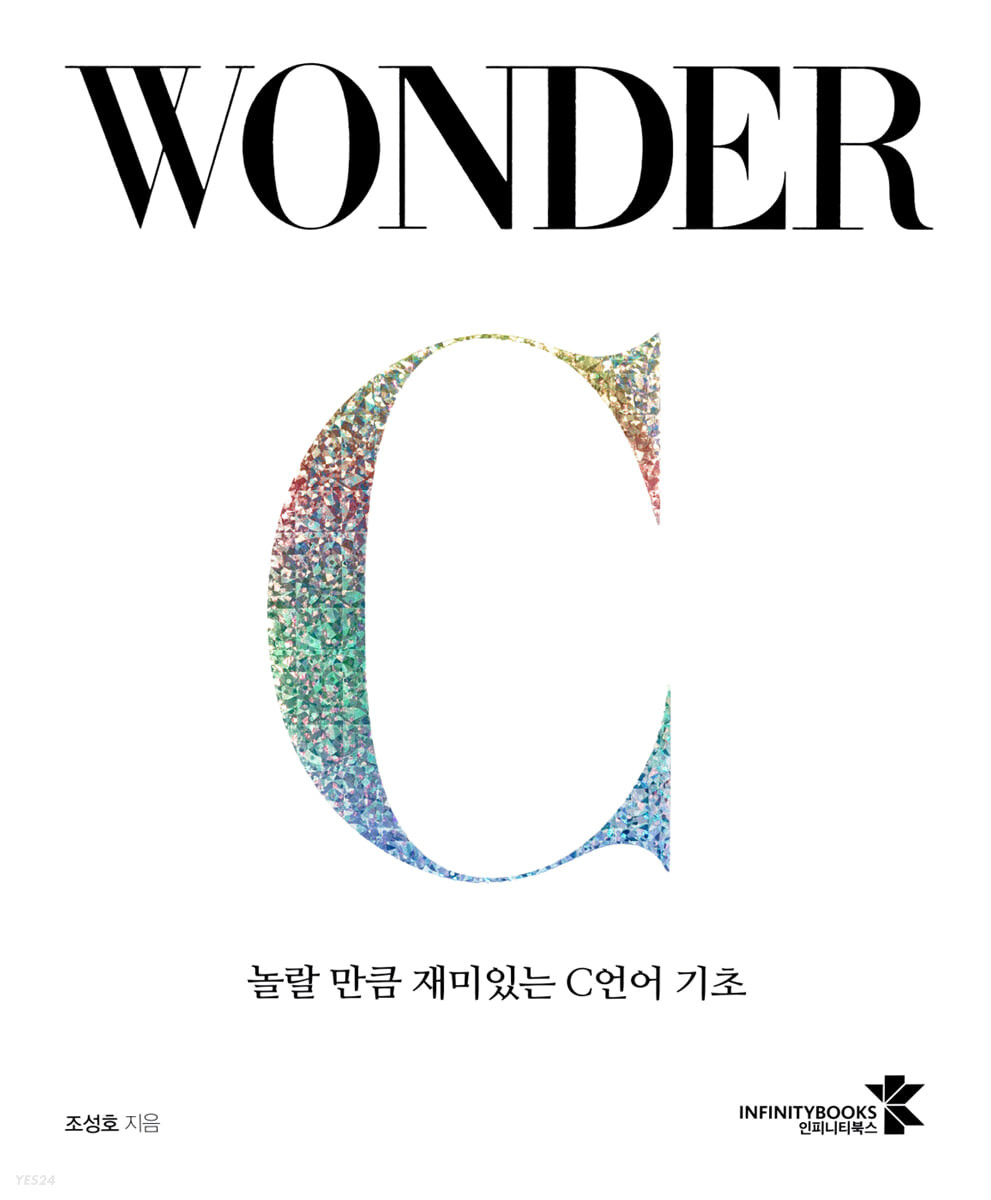 WONDER
C
놀랄 만큼 재미있는 C언어 기초
조성호 지음
INFINITYBOOKS
인피니티북스
YES24